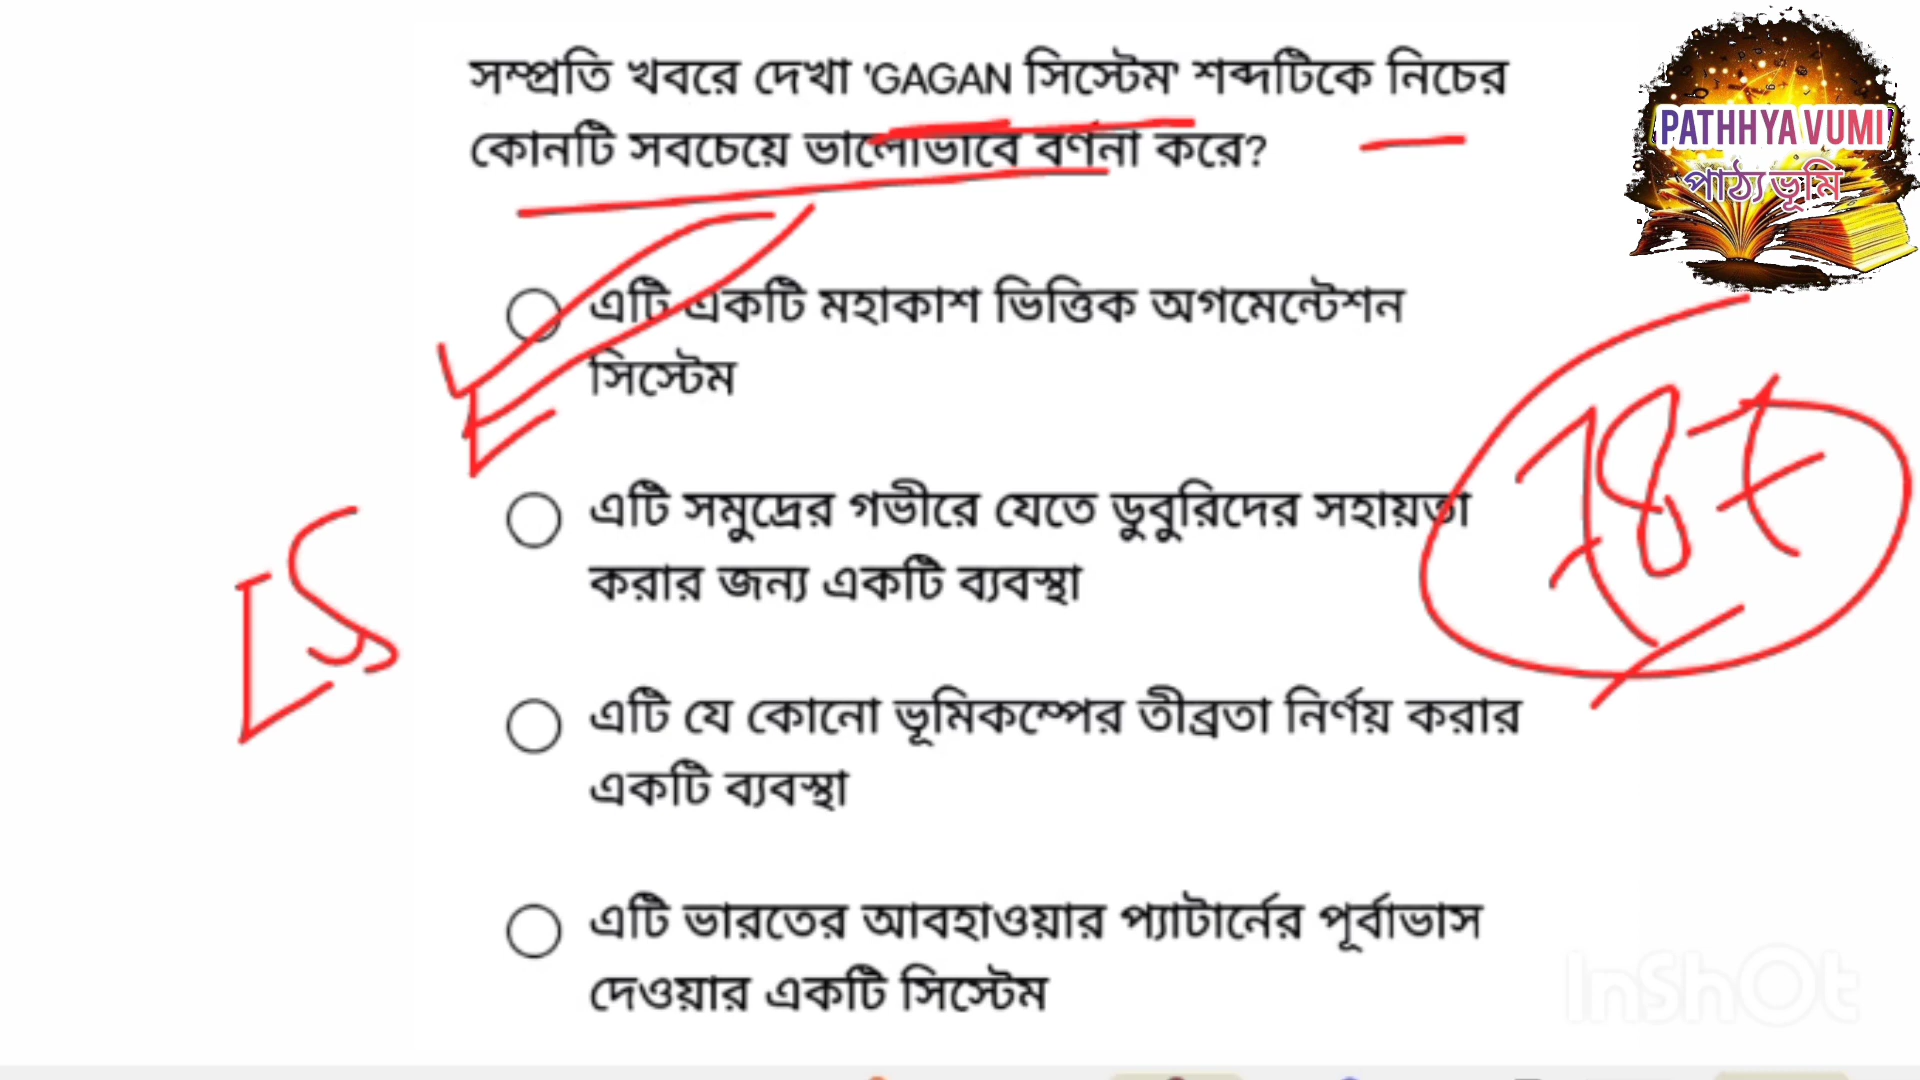 সম্প্রতি খবরে দেখা 'GAGAN সিস্টেম' শব্দটিকে নিচের
কোনটি সবচেয়ে ভালোভাবে বর্ণনা করে?
PATHHYA VUMI
পাঠ্য ভূমি
এটি একটি মহাকাশ ভিত্তিক অগমেন্টেশন
সিস্টেম
এটি সমুদ্রের গভীরে যেতে ডুবুরিদের সহায়তা
করার জন্য একটি ব্যবস্থা
এটি যে কোনো ভূমিকম্পের তীব্রতা নির্ণয় করার
একটি ব্যবস্থা
এটি ভারতের আবহাওয়ার প্যাটার্নের পূর্বাভাস
দেওয়ার একটি সিস্টেম
InShOt